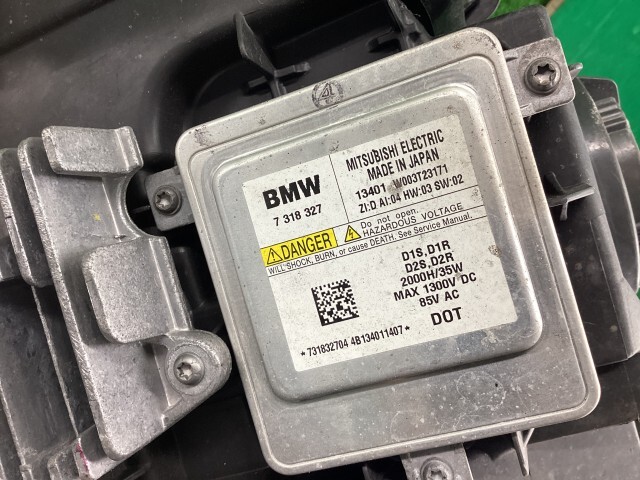 BMW
7 318 327
MITSUBISHI ELECTRIC
MADE IN JAPAN
13401 W003T23171
ZI:D AI:04 HW:03 SW:02
DANGER
Do not open.
HAZARDOUS VOLTAGE.
WILL SHOCK, BURN, or cause DEATH. See Service Manual.
D1S,D1R
D2S,D2R
2000H/35W
MAX 1300V DC
85V AC
DOT
*731832704 4B134011407*